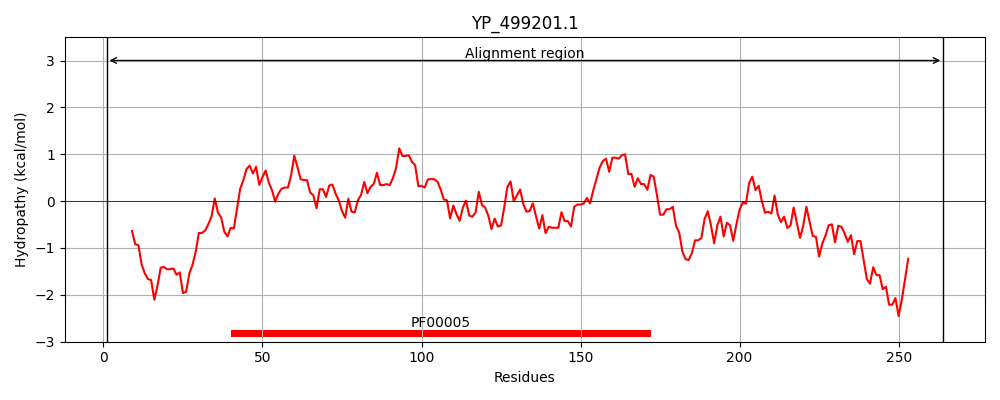 YP_499201.1
Alignment region
Hydropathy (kcal/mol)
3
2
1
0
−1
−2
−3
PF00005
0 50 100 150 200 250
Residues